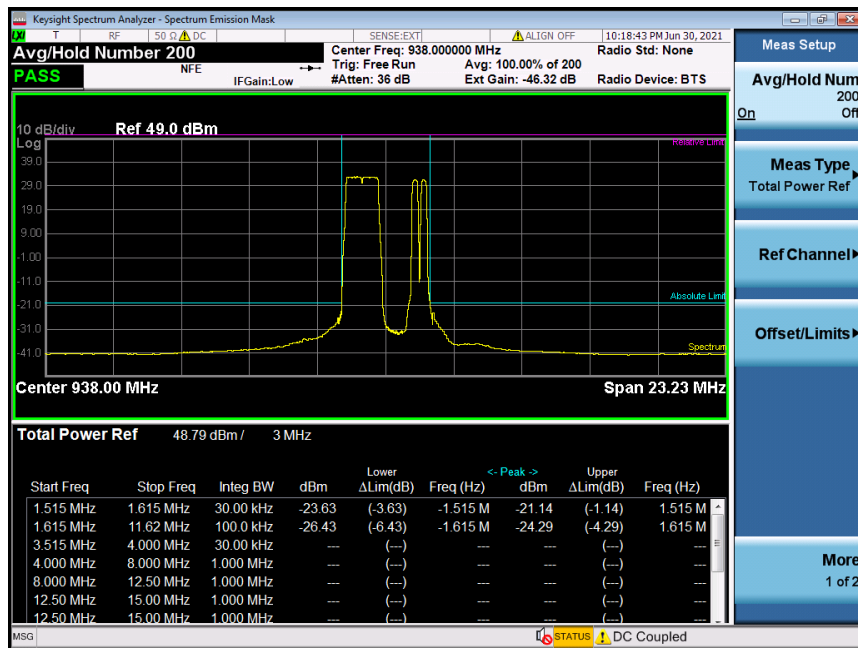 Keysight Spectrum Analyzer - Spectrum Emission Mask
LXI T RF 50 Ω DC SENSE:EXT ALIGN OFF 10:18:43 PM Jun 30, 2021
Avg/Hold Number 200
PASS
NFE
IFGain:Low
Center Freq: 938.000000 MHz
Trig: Free Run Avg: 100.00% of 200
#Atten: 36 dB Ext Gain: -46.32 dB
Radio Std: None
Radio Device: BTS
10 dB/div Ref 49.0 dBm
Log
Relative Limit
39.0
29.0
19.0
9.00
-1.00
-11.0
Absolute Limit
-21.0
-31.0
Spectrum
-41.0
Center 938.00 MHz Span 23.23 MHz
Total Power Ref 48.79 dBm / 3 MHz
Lower <- Peak -> Upper
Start Freq Stop Freq Integ BW dBm ΔLim(dB) Freq (Hz) dBm ΔLim(dB) Freq (Hz)
1.515 MHz 1.615 MHz 30.00 kHz -23.63 (-3.63) -1.515 M -21.14 (-1.14) 1.515 M
1.615 MHz 11.62 MHz 100.0 kHz -26.43 (-6.43) -1.615 M -24.29 (-4.29) 1.615 M
3.515 MHz 4.000 MHz 30.00 kHz --- (---) --- --- (---) ---
4.000 MHz 8.000 MHz 1.000 MHz --- (---) --- --- (---) ---
8.000 MHz 12.50 MHz 1.000 MHz --- (---) --- --- (---) ---
12.50 MHz 15.00 MHz 1.000 MHz --- (---) --- --- (---) ---
12.50 MHz 15.00 MHz 1.000 MHz --- (---) --- --- (---) ---
MSG STATUS DC Coupled
Meas Setup
Avg/Hold Num
200
On Off
Meas Type
Total Power Ref
Ref Channel
Offset/Limits
More
1 of 2